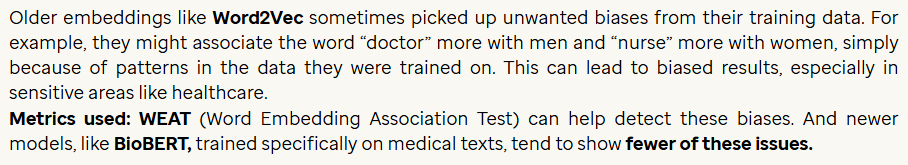 Older embeddings like Word2Vec sometimes picked up unwanted biases from their training data. For
example, they might associate the word “doctor” more with men and “nurse” more with women, simply
because of patterns in the data they were trained on. This can lead to biased results, especially in
sensitive areas like healthcare.
Metrics used: WEAT (Word Embedding Association Test) can help detect these biases. And newer
models, like BioBERT, trained specifically on medical texts, tend to show fewer of these issues.